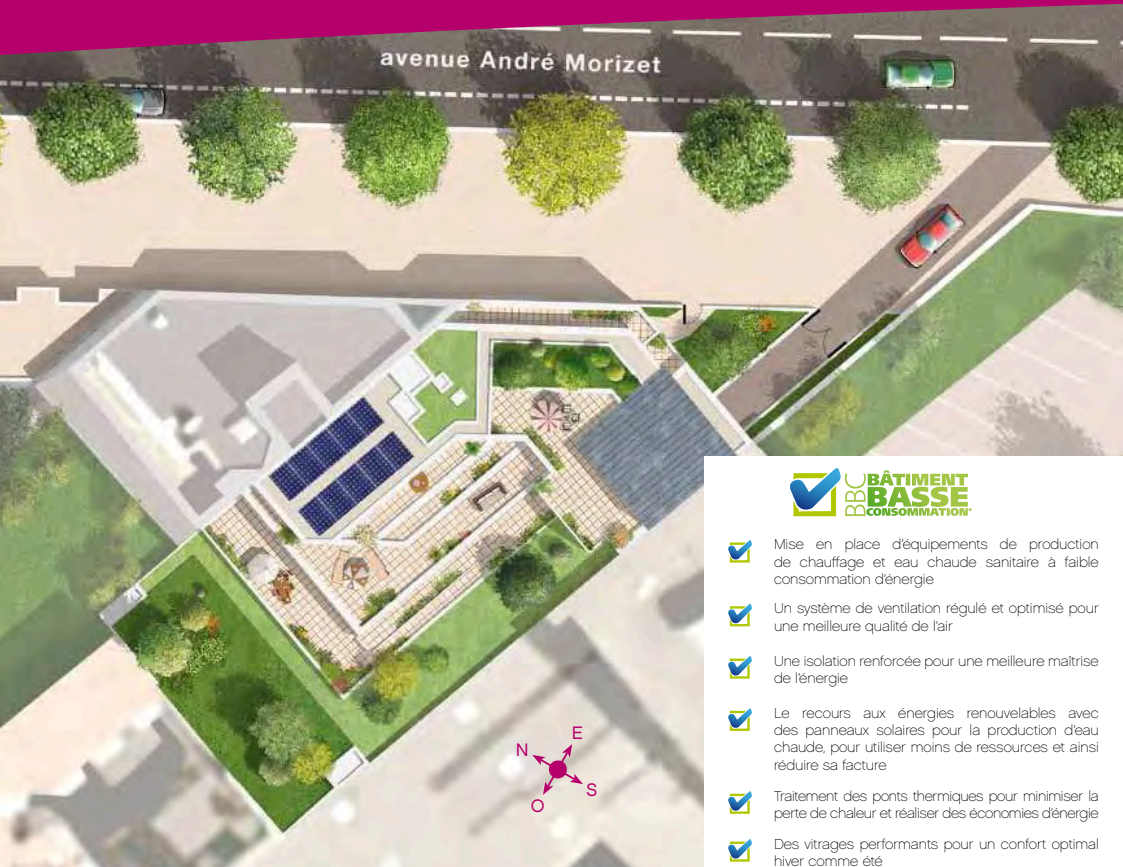 avenue André Morizet
BBC BÂTIMENT
BASSE
CONSOMMATION
Mise en place d'équipements de production
de chauffage et eau chaude sanitaire à faible
consommation d'énergie
Un système de ventilation régulé et optimisé pour
une meilleure qualité de l'air
Une isolation renforcée pour une meilleure maîtrise
de l'énergie
Le recours aux énergies renouvelables avec
des panneaux solaires pour la production d'eau
chaude, pour utiliser moins de ressources et ainsi
réduire sa facture
N
E
S
O
Traitement des ponts thermiques pour minimiser la
perte de chaleur et réaliser des économies d'énergie
Des vitrages performants pour un confort optimal
hiver comme été